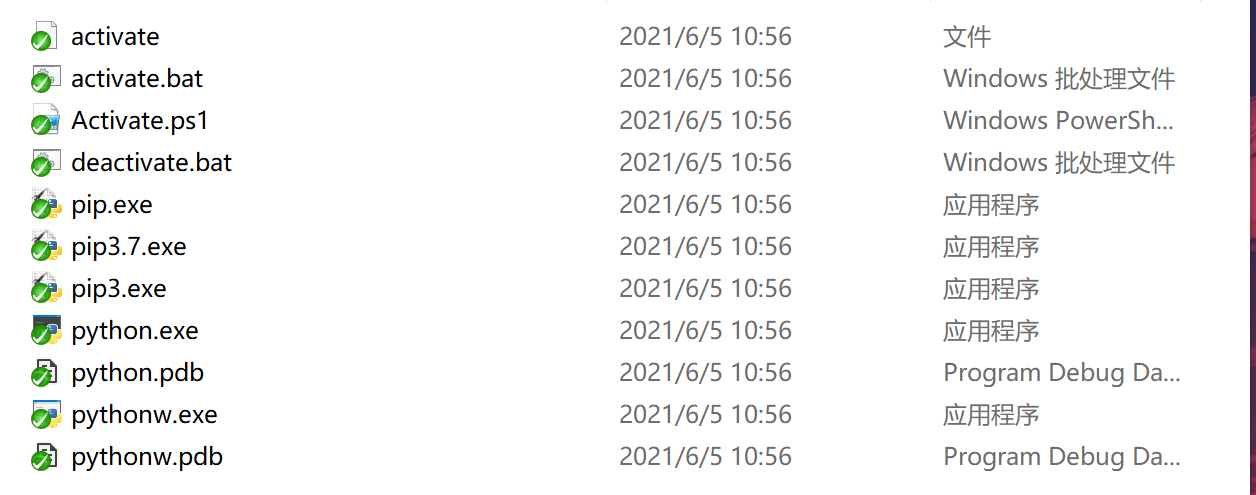 activate 2021/6/5 10:56 文件
activate.bat 2021/6/5 10:56 Windows 批处理文件
Activate.ps1 2021/6/5 10:56 Windows PowerSh...
deactivate.bat 2021/6/5 10:56 Windows 批处理文件
pip.exe 2021/6/5 10:56 应用程序
pip3.7.exe 2021/6/5 10:56 应用程序
pip3.exe 2021/6/5 10:56 应用程序
python.exe 2021/6/5 10:56 应用程序
python.pdb 2021/6/5 10:56 Program Debug Da...
pythonw.exe 2021/6/5 10:56 应用程序
pythonw.pdb 2021/6/5 10:56 Program Debug Da...